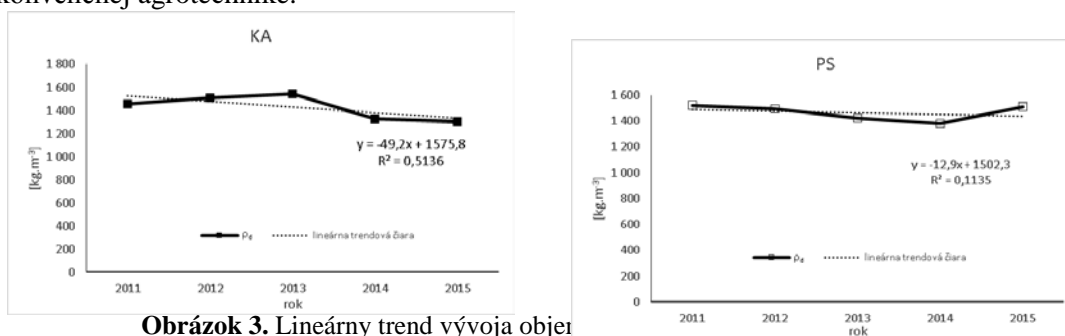 konvenčnej agrotechnike.
KA
1 800
1 600
1 400
1 200
1 000
800
600
400
200
0
[kg.m⁻³]
y = -49,2x + 1575,8
R² = 0,5136
ρd lineárna trendová čiara
2011 2012 2013 2014 2015
rok
PS
1 600
1 400
1 200
1 000
800
600
400
200
0
[kg.m⁻³]
y = -12,9x + 1502,3
R² = 0,1135
ρd lineárna trendová čiara
2011 2012 2013 2014 2015
rok
Obrázok 3. Lineárny trend vývoja